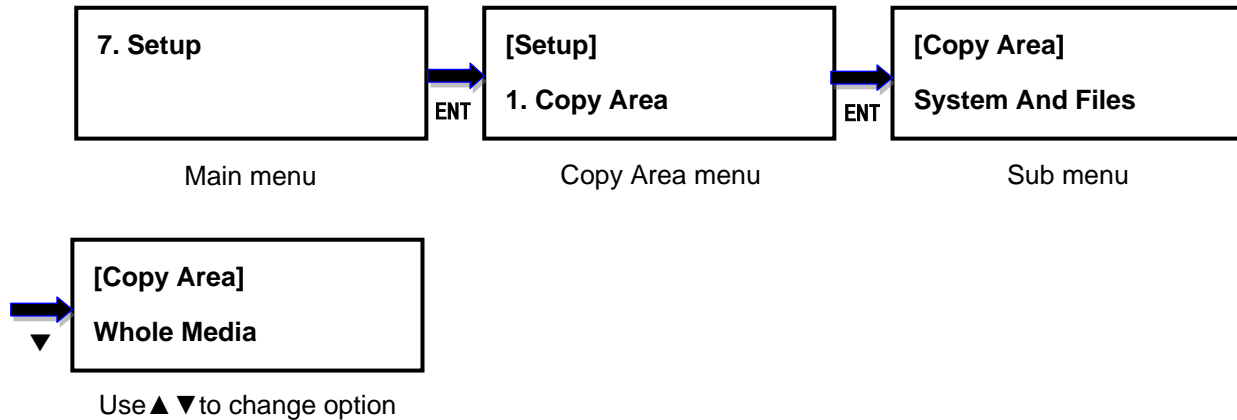 7. Setup
ENT
[Setup]
1. Copy Area
ENT
[Copy Area]
System And Files
Main menu
Copy Area menu
Sub menu
▼
[Copy Area]
Whole Media
Use▲ ▼to change option